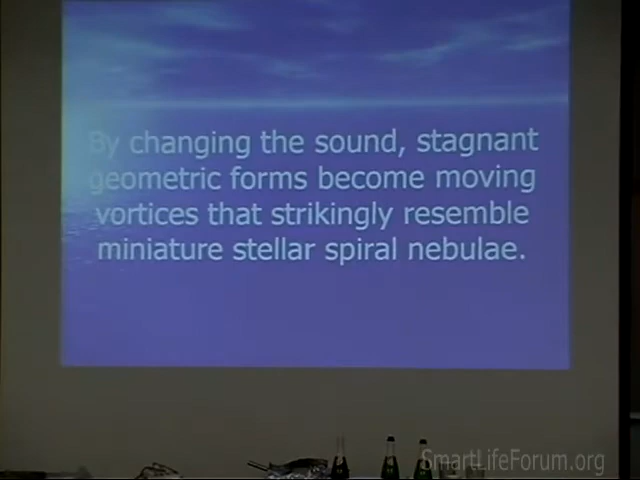 By changing the sound, stagnant
geometric forms become moving
vortices that strikingly resemble
miniature stellar spiral nebulae.
SmartLifeForum.org